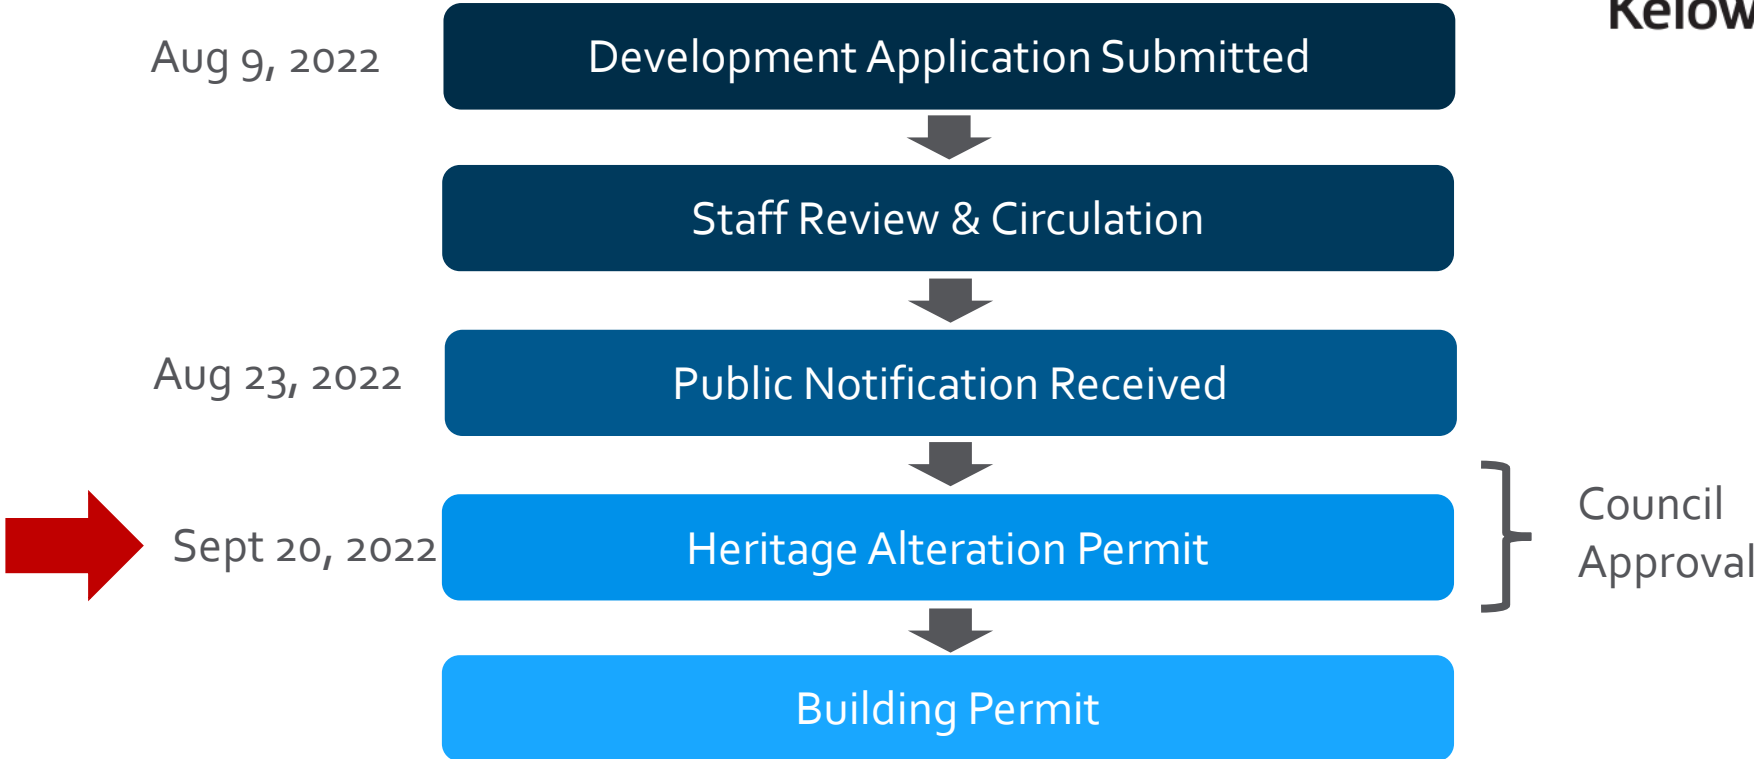 Kelow
Aug 9, 2022
Development Application Submitted
Staff Review & Circulation
Aug 23, 2022
Public Notification Received
Sept 20, 2022
Heritage Alteration Permit
Council
Approval
Building Permit